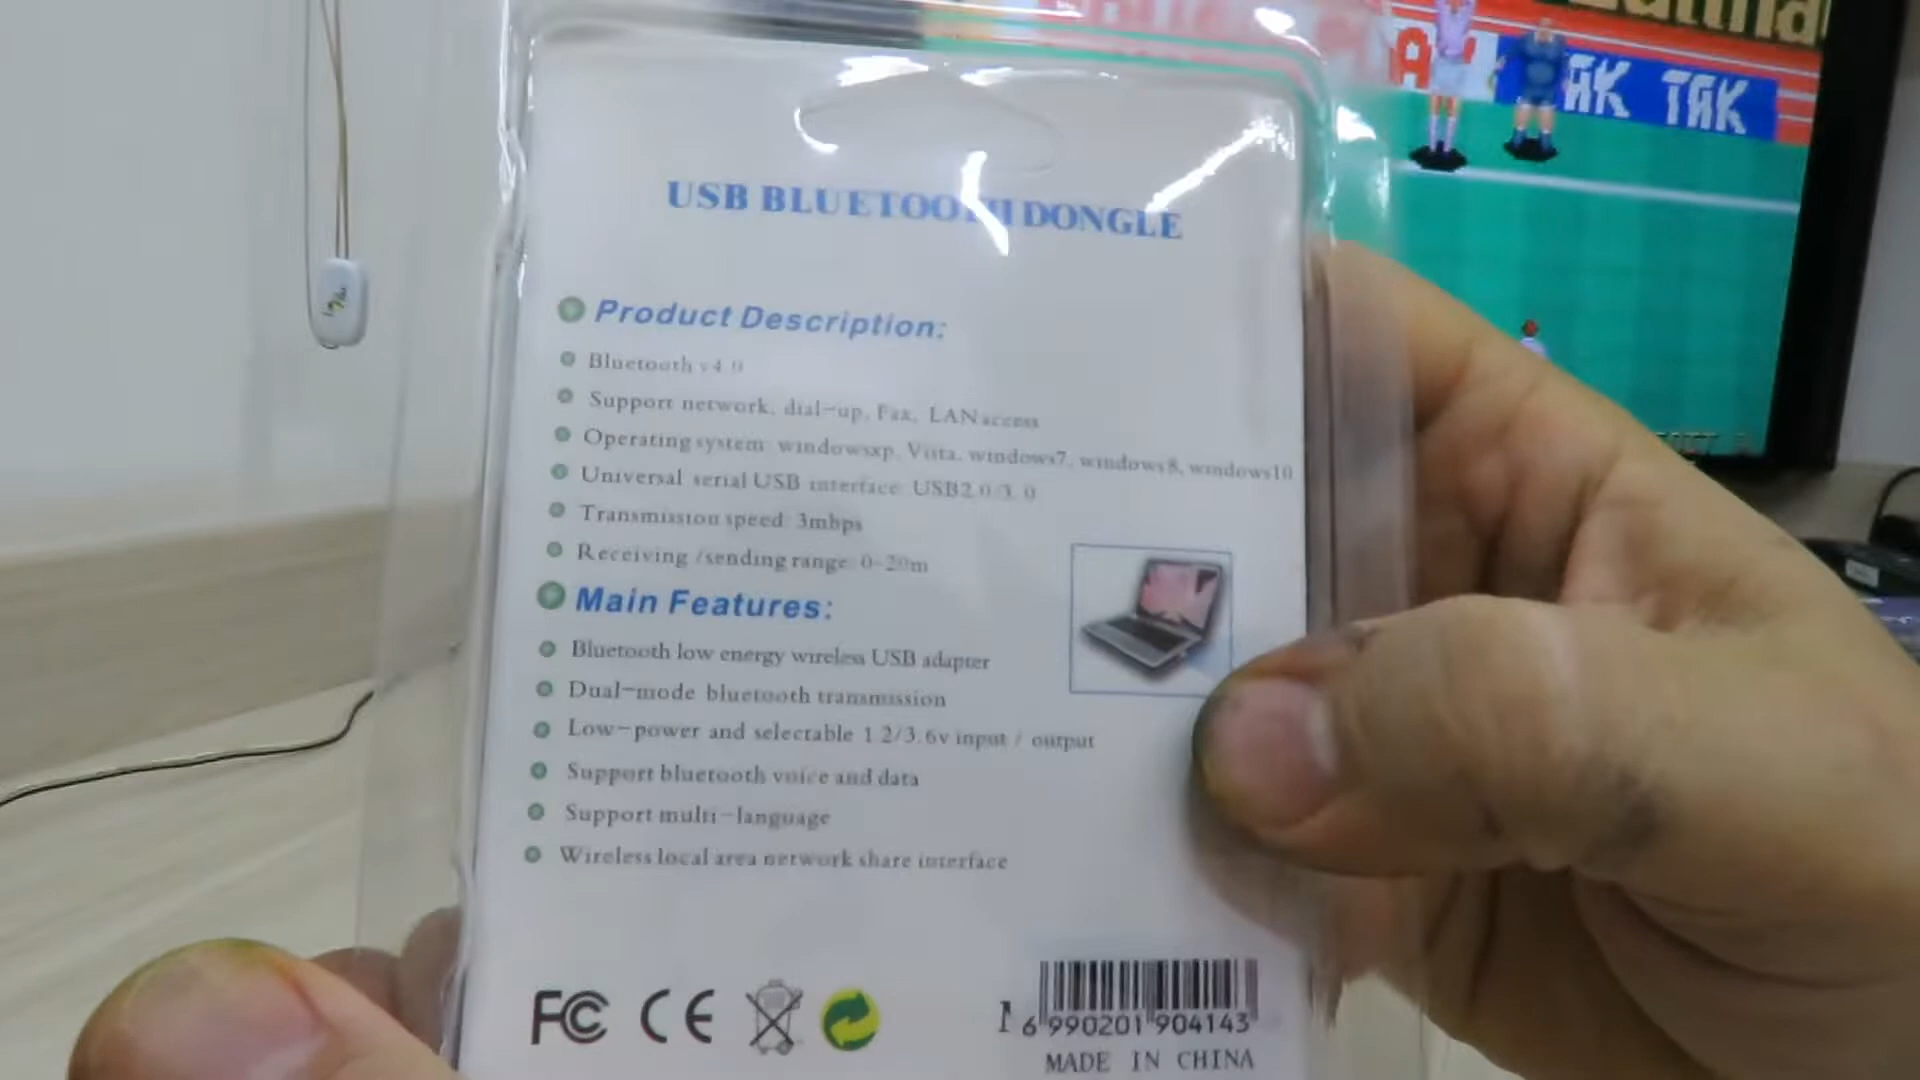 AY
AK TAK
USB BLUETOOTH DONGLE
Product Description:
Bluetooth v4.0
Support network, dial-up, Fax, LAN access
Operating system: windowsxp, Vista, windows7, windows8, windows10
Universal serial USB interface: USB2.0/3.0
Transmission speed: 3mbps
Receiving /sending range: 0-20m
Main Features:
Bluetooth low energy wireless USB adapter
Dual-mode bluetooth transmission
Low-power and selectable 1.2/3.6v input / output
Support bluetooth voice and data
Support multi-language
Wireless local area network share interface
FC CE
6 990201 904143
MADE IN CHINA